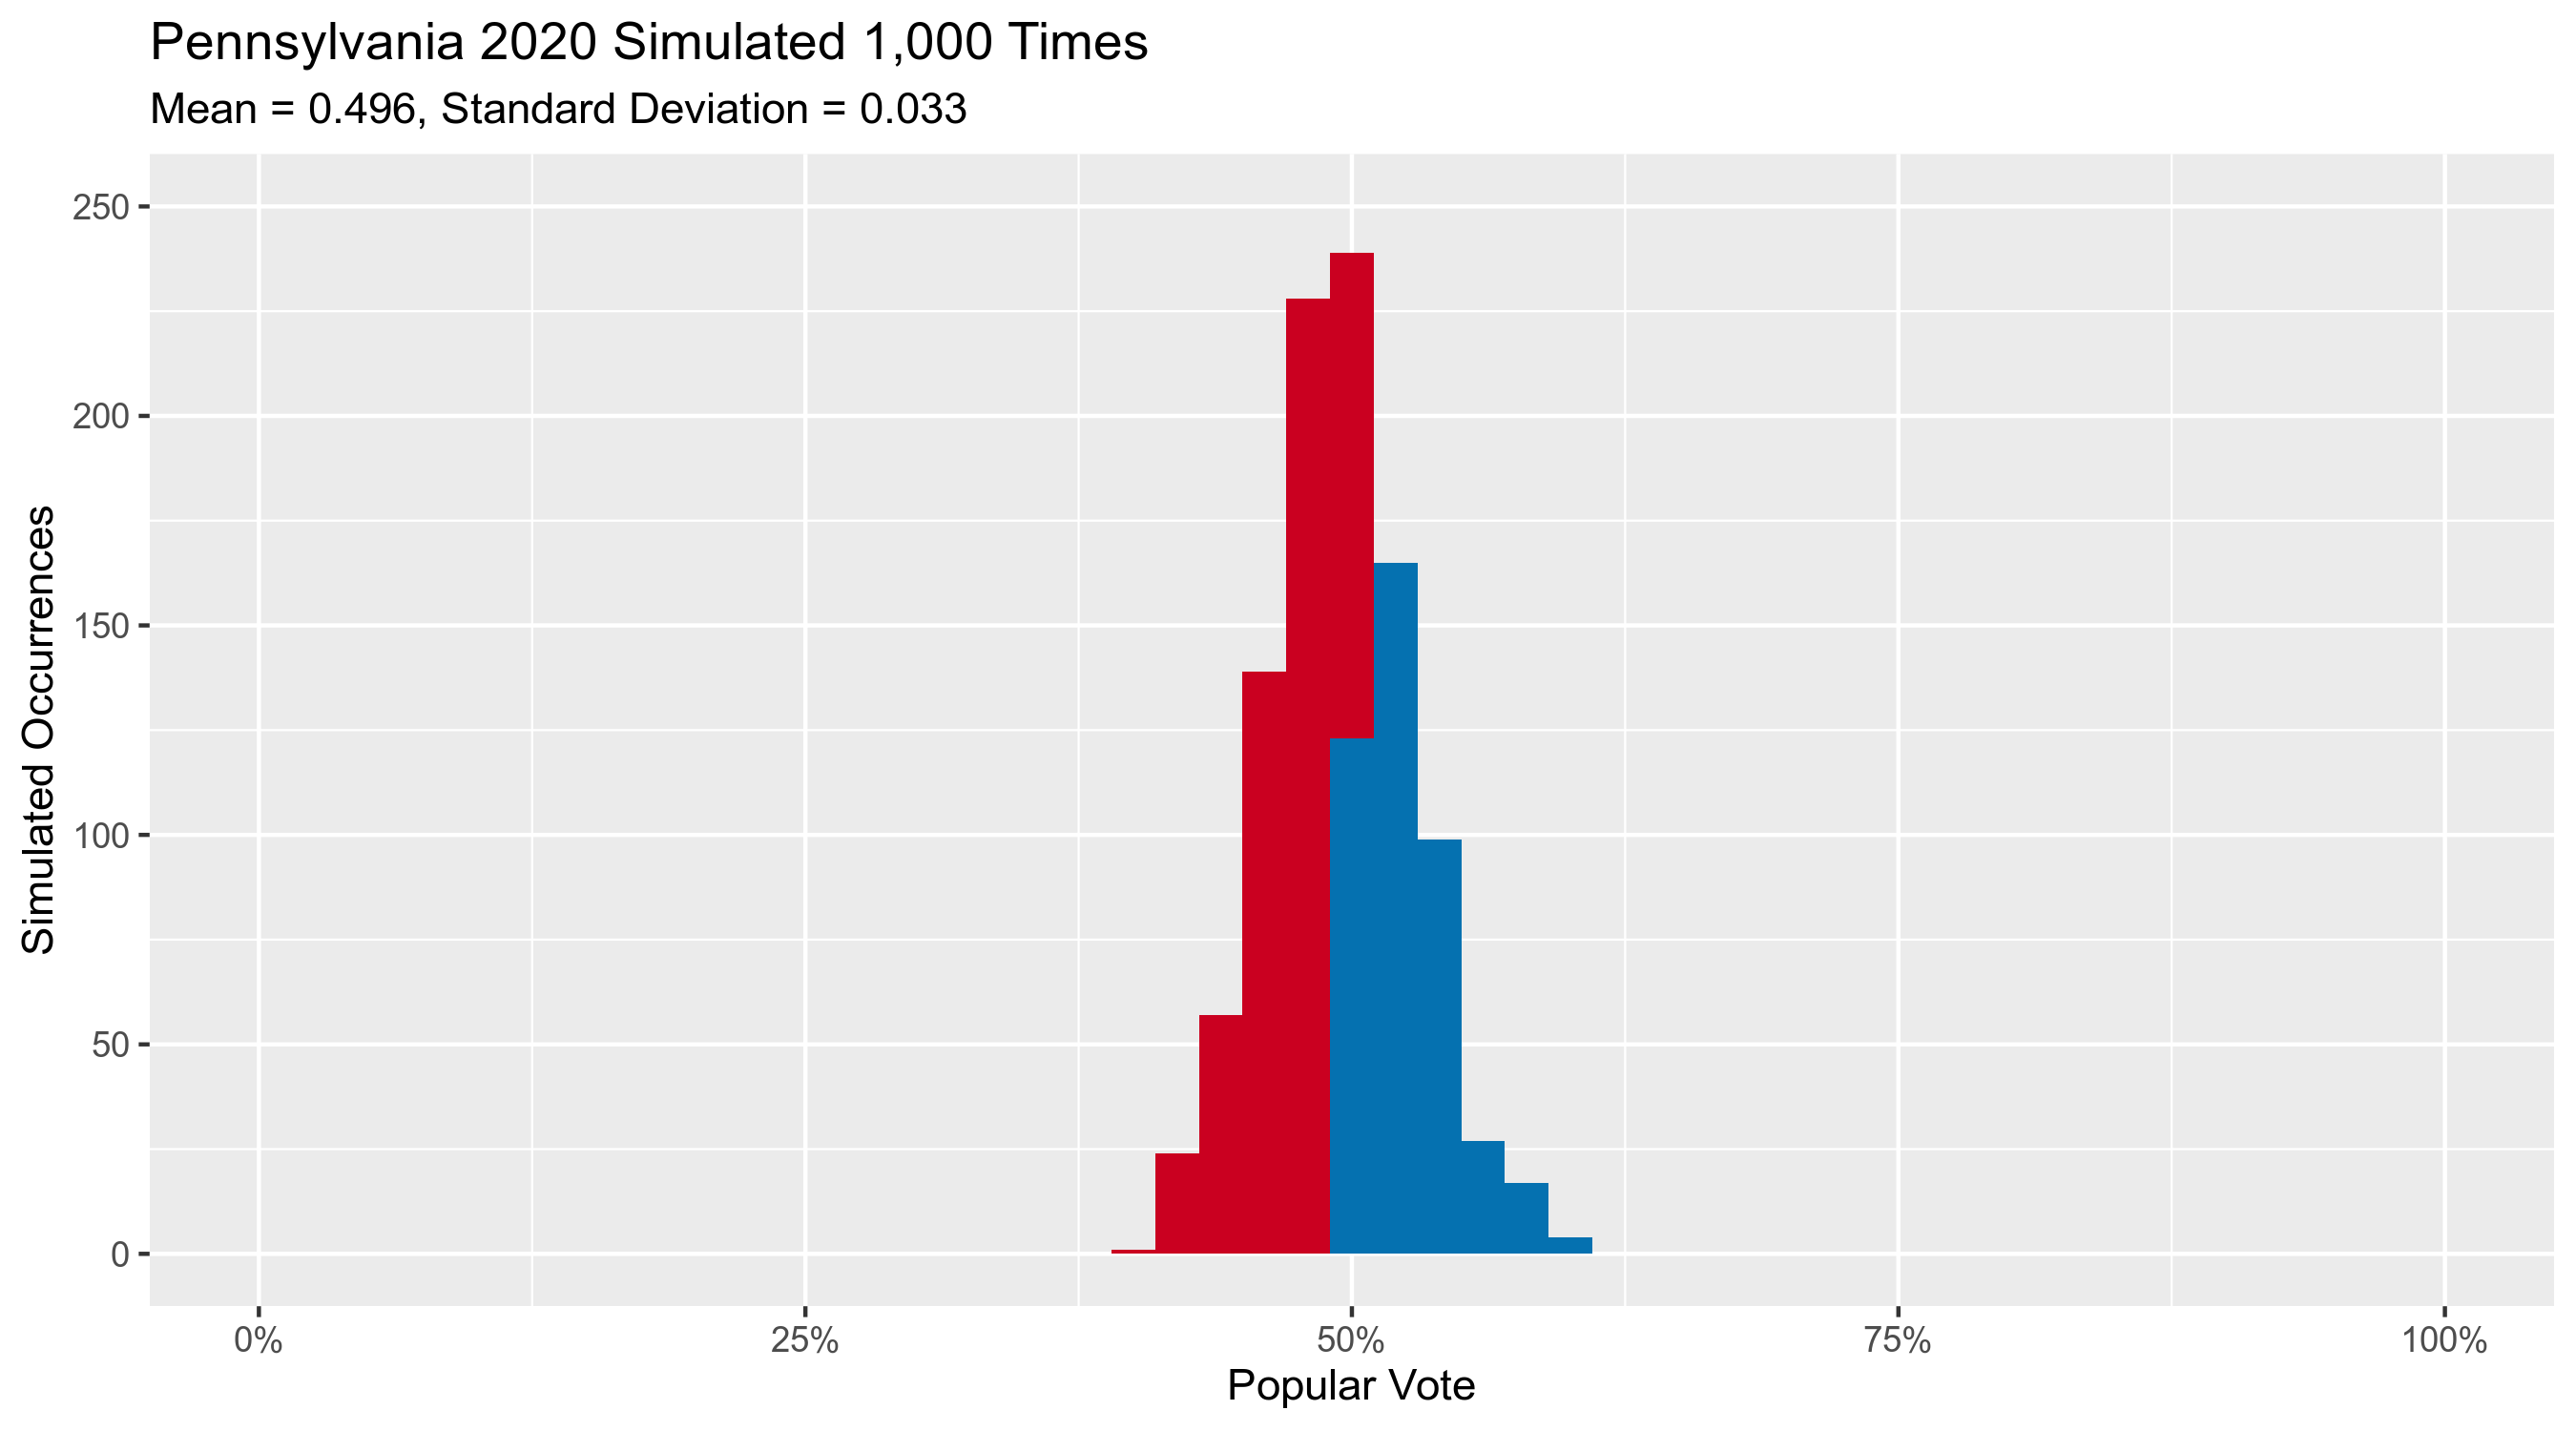 Pennsylvania 2020 Simulated 1,000 Times
Mean = 0.496, Standard Deviation = 0.033
250
200
150
100
50
0
Simulated Occurrences
0% 25% 50% 75% 100%
Popular Vote